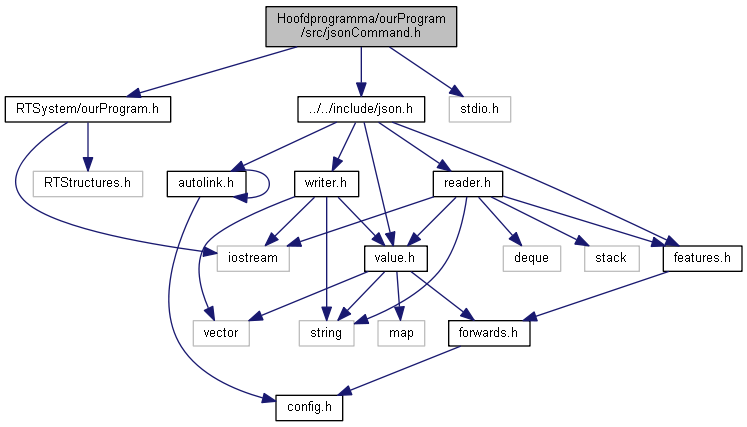 Hoofdprogramma/ourProgram
/src/jsonCommand.h
RTSystem/ourProgram.h
../../include/json.h
stdio.h
RTStructures.h
autolink.h
writer.h
reader.h
iostream
value.h
deque
stack
features.h
vector
string
map
forwards.h
config.h